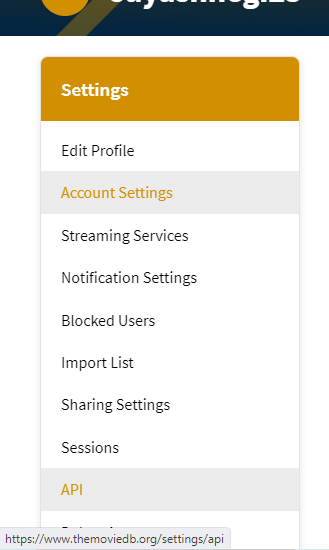 Settings
Edit Profile
Account Settings
Streaming Services
Notification Settings
Blocked Users
Import List
Sharing Settings
Sessions
API
https://www.themoviedb.org/settings/api